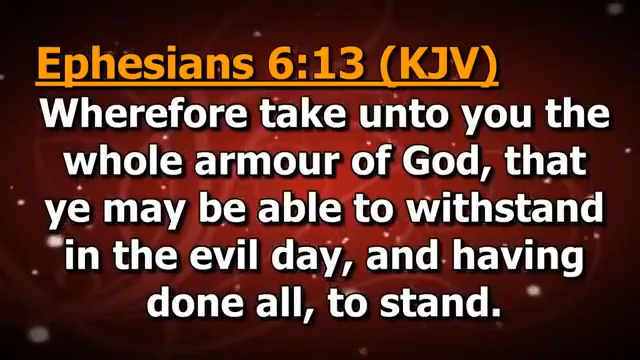 Ephesians 6:13 (KJV)
Wherefore take unto you the
whole armour of God, that
ye may be able to withstand
in the evil day, and having
done all, to stand.